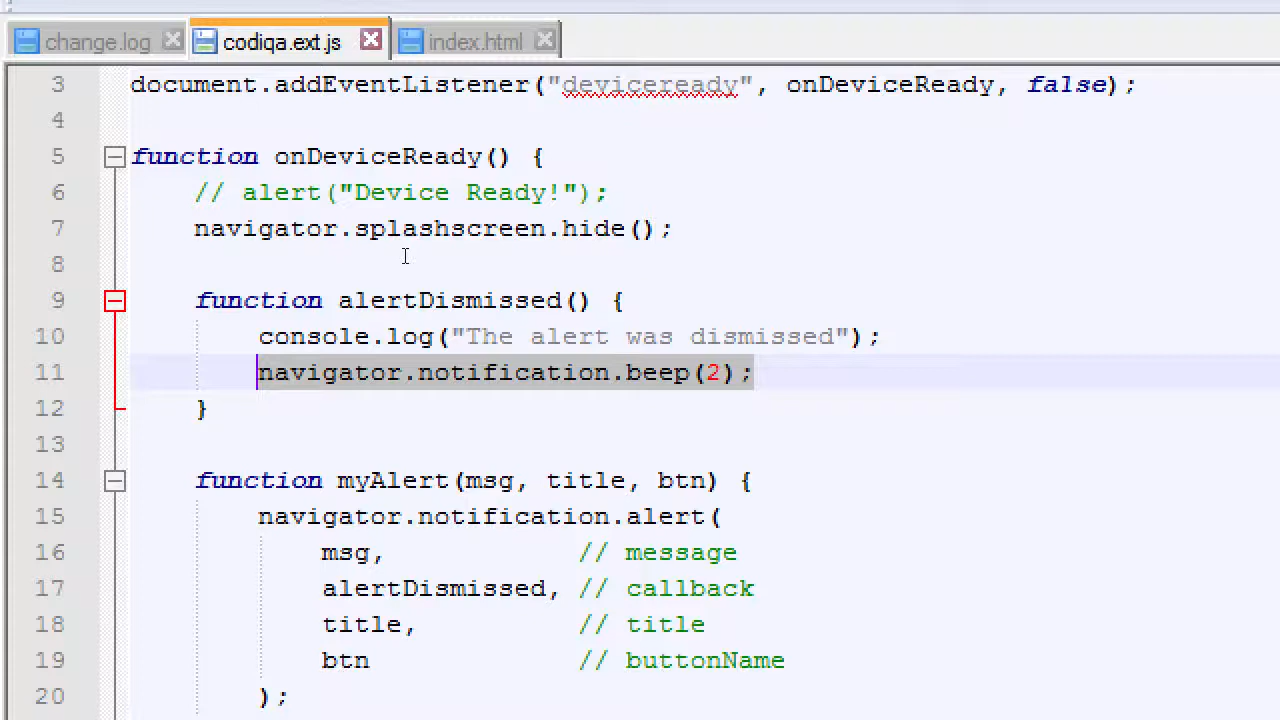 change.log codiqa.ext.js index.html
3 document.addEventListener("deviceready", onDeviceReady, false);
4
5 function onDeviceReady() {
6 // alert("Device Ready!");
7 navigator.splashscreen.hide();
8
9 function alertDismissed() {
10 console.log("The alert was dismissed");
11 navigator.notification.beep(2);
12 }
13
14 function myAlert(msg, title, btn) {
15 navigator.notification.alert(
16 msg, // message
17 alertDismissed, // callback
18 title, // title
19 btn // buttonName
20 );